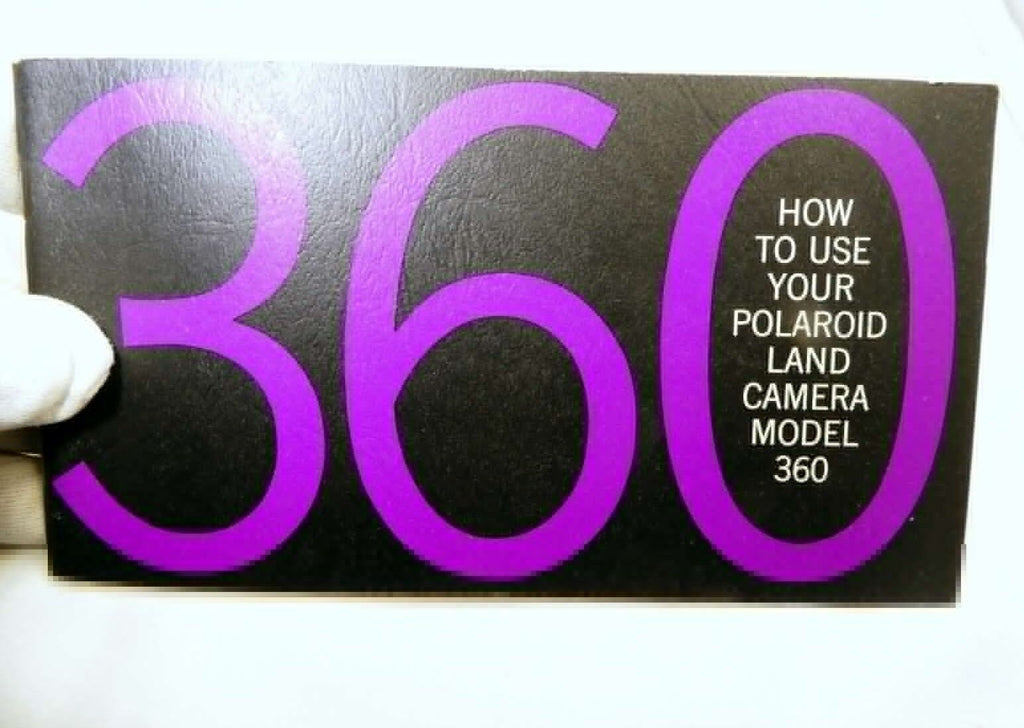 360
HOW
TO USE
YOUR
POLAROID
LAND
CAMERA
MODEL
360